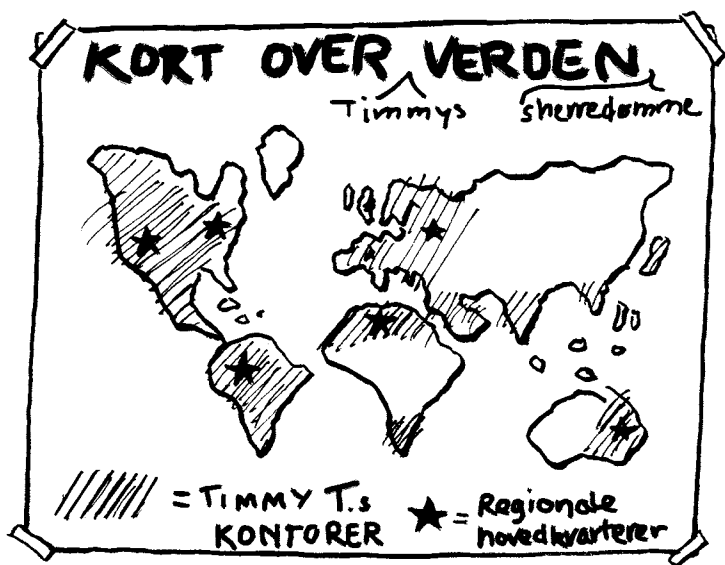 KORT OVER VERDEN
Timmys sherredømme
= TIMMY T.s
KONTORER
= Regionale
hovedkvarterer